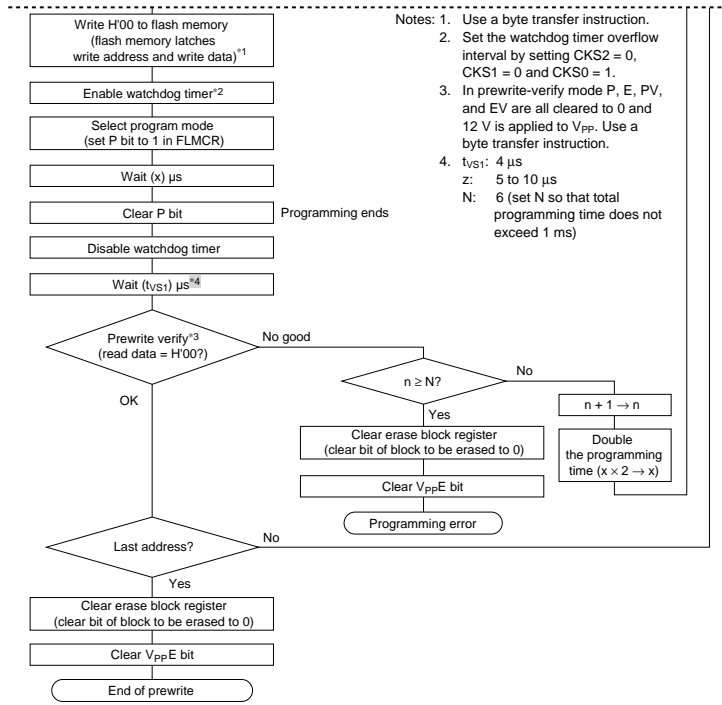 Write H'00 to flash memory
(flash memory latches
write address and write data)*1
Enable watchdog timer*2
Select program mode
(set P bit to 1 in FLMCR)
Wait (x) µs
Clear P bit
Programming ends
Disable watchdog timer
Wait (tVS1) µs*4
Prewrite verify*3
(read data = H'00?)
No good
OK
n ≥ N?
No
Yes
n + 1 → n
Double
the programming
time (x × 2 → x)
Clear erase block register
(clear bit of block to be erased to 0)
Clear VPPE bit
Programming error
Last address?
No
Yes
Clear erase block register
(clear bit of block to be erased to 0)
Clear VPPE bit
End of prewrite
Notes: 1. Use a byte transfer instruction.
2. Set the watchdog timer overflow
interval by setting CKS2 = 0,
CKS1 = 0 and CKS0 = 1.
3. In prewrite-verify mode P, E, PV,
and EV are all cleared to 0 and
12 V is applied to VPP. Use a
byte transfer instruction.
4. tVS1: 4 µs
z: 5 to 10 µs
N: 6 (set N so that total
programming time does not
exceed 1 ms)